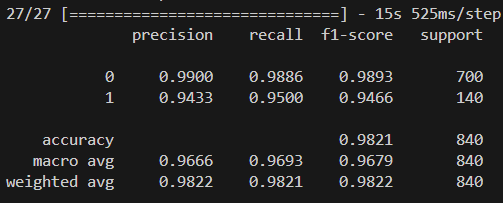 27/27 [==============================] - 15s 525ms/step
precision recall f1-score support
0 0.9900 0.9886 0.9893 700
1 0.9433 0.9500 0.9466 140
accuracy 0.9821 840
macro avg 0.9666 0.9693 0.9679 840
weighted avg 0.9822 0.9821 0.9822 840